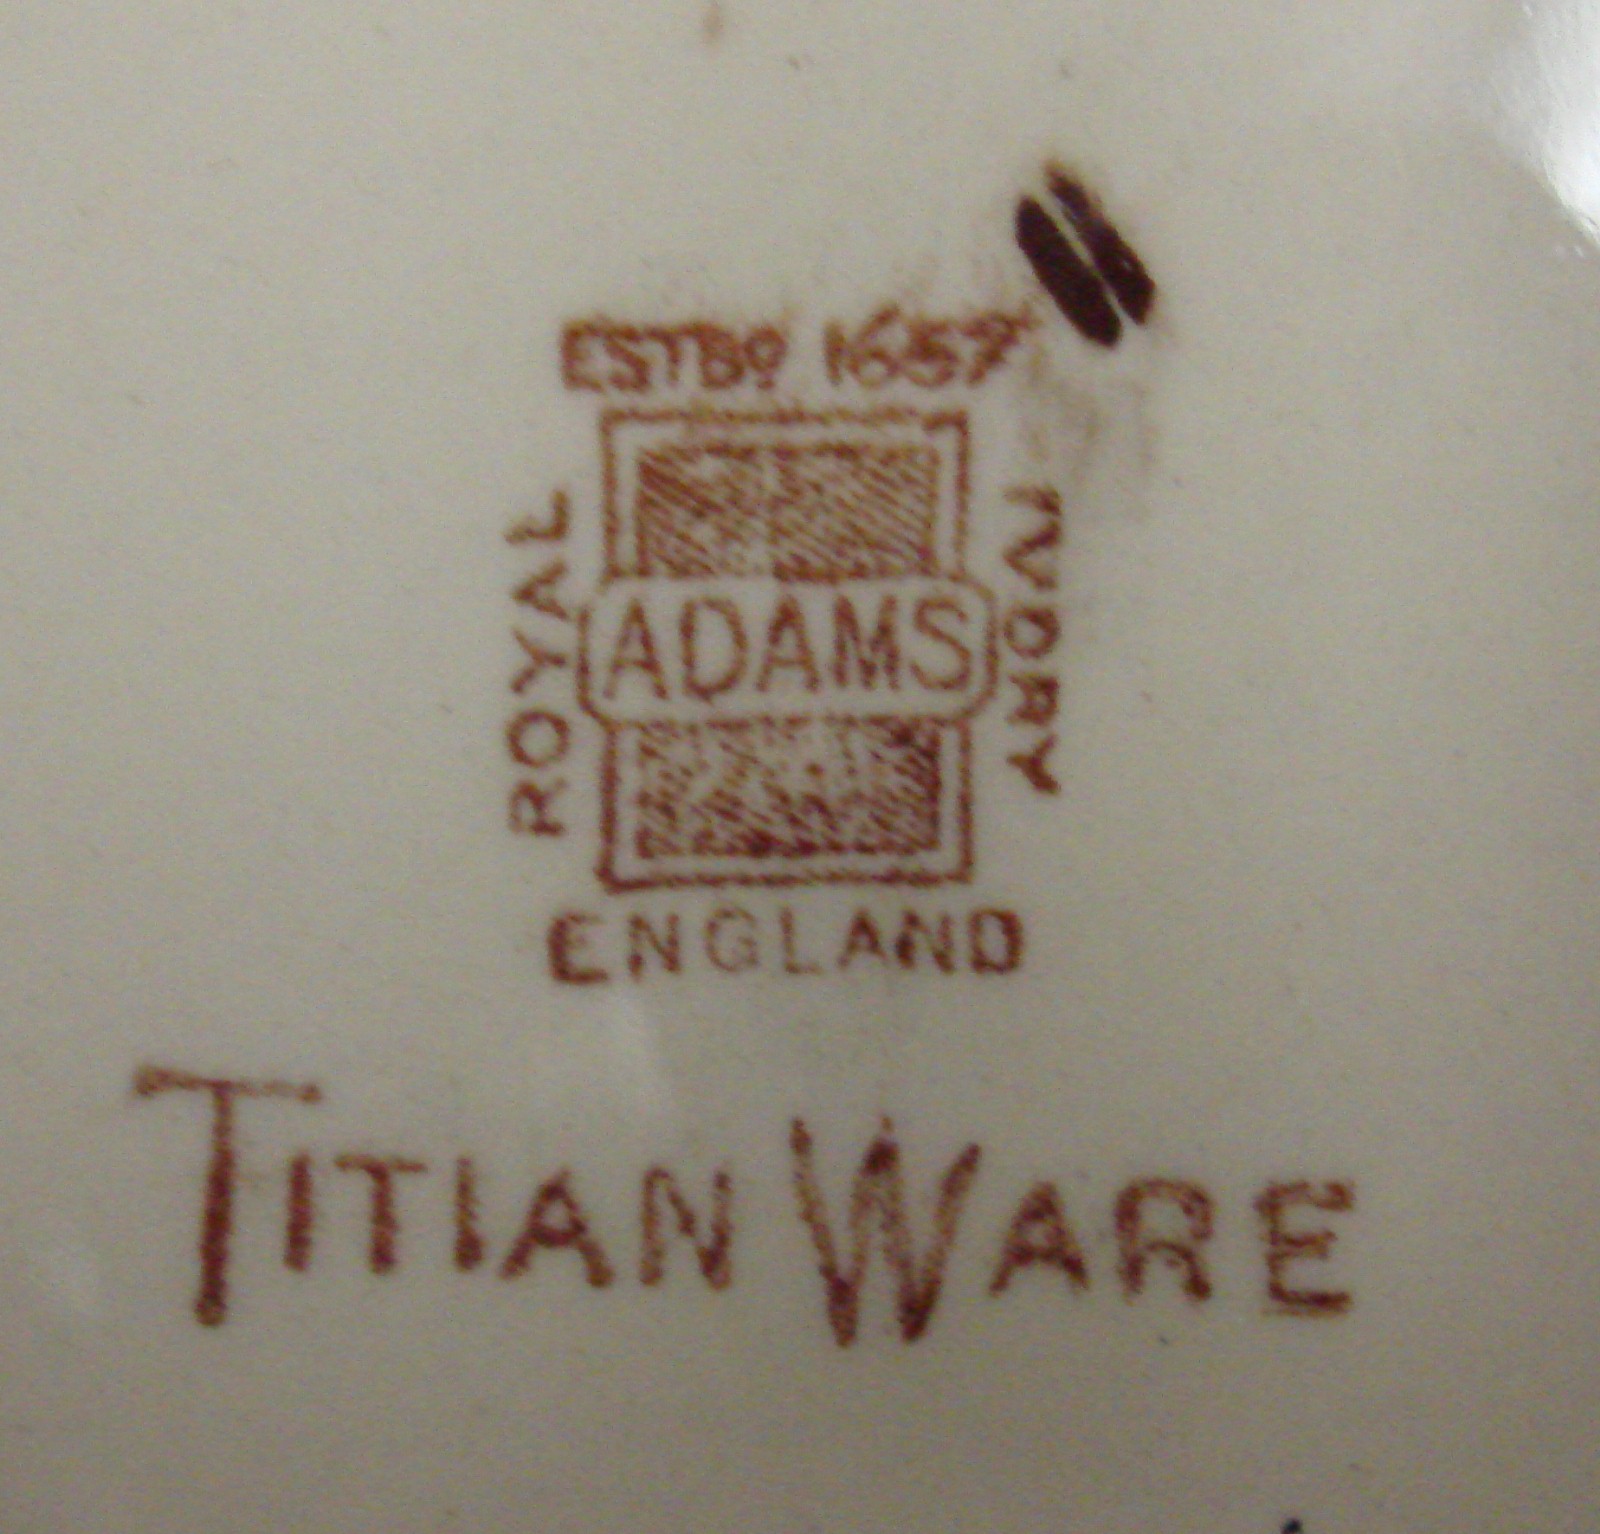 ESTBD 1657
ROYAL
ADAMS
IVORY
ENGLAND
TITIAN WARE